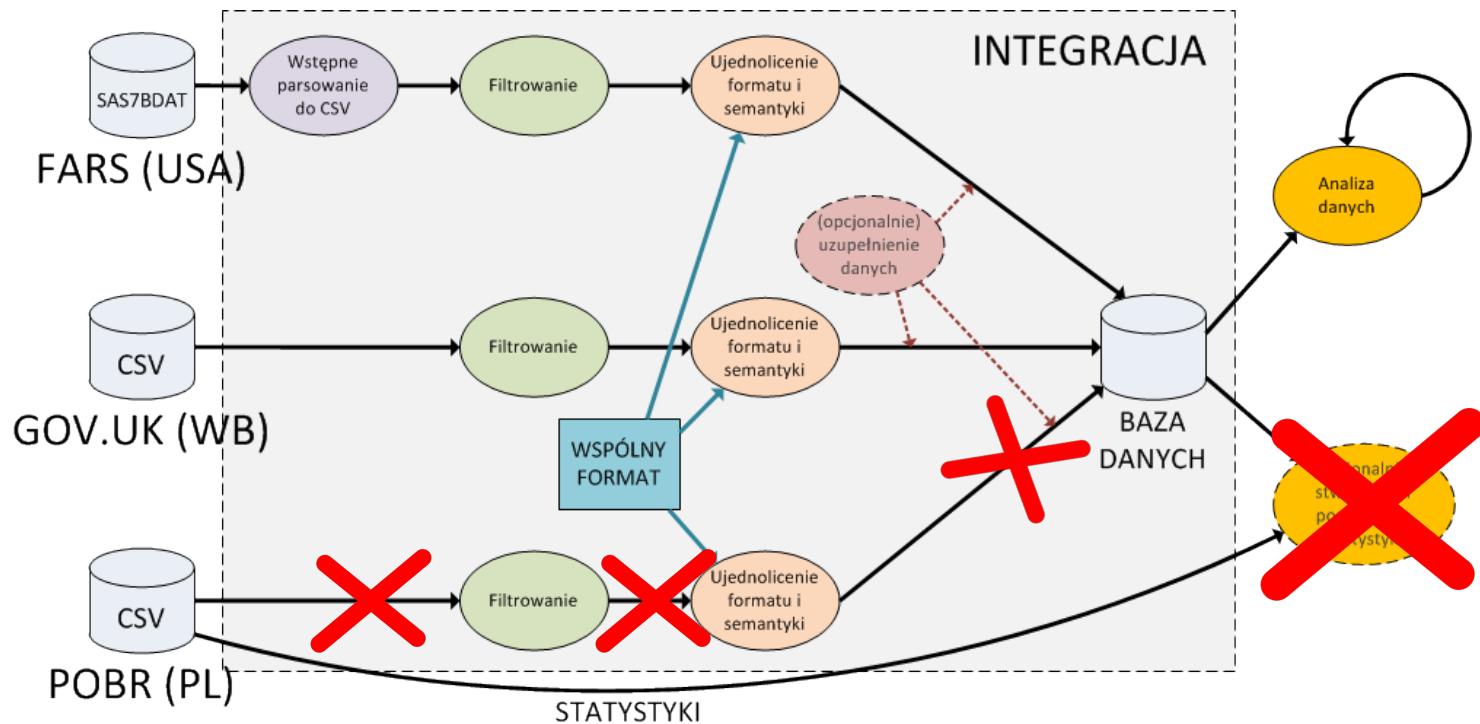 INTEGRACJA
SAS7BDAT
FARS (USA)
Wstępne
parsowanie
do CSV
Filtrowanie
Ujednolicenie
formatu i
semantyki
Analiza
danych
(opcjonalnie)
uzupełnienie
danych
CSV
GOV.UK (WB)
Filtrowanie
Ujednolicenie
formatu i
semantyki
WSPÓLNY
FORMAT
BAZA
DANYCH
CSV
POBR (PL)
Filtrowanie
Ujednolicenie
formatu i
semantyki
STATYSTYKI